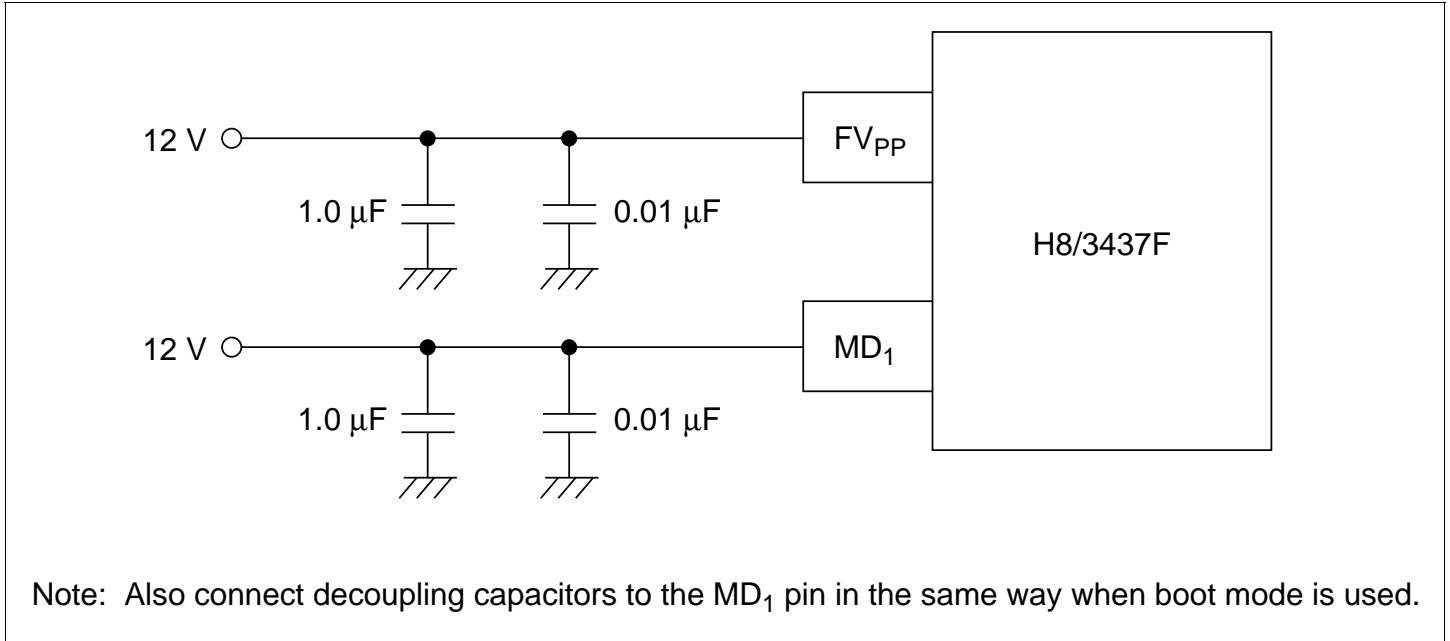 12 V
FVPP
1.0 μF
0.01 μF
H8/3437F
12 V
MD1
1.0 μF
0.01 μF
Note: Also connect decoupling capacitors to the MD1 pin in the same way when boot mode is used.